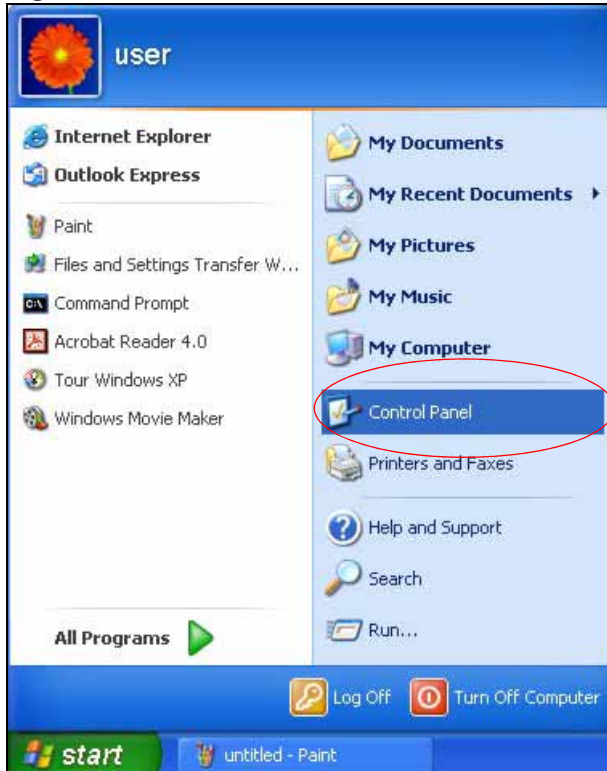 user
Internet Explorer
Outlook Express
Paint
Files and Settings Transfer W...
Command Prompt
Acrobat Reader 4.0
Tour Windows XP
Windows Movie Maker
All Programs
My Documents
My Recent Documents
My Pictures
My Music
My Computer
Control Panel
Printers and Faxes
Help and Support
Search
Run...
Log Off
Turn Off Computer
start
untitled - Paint